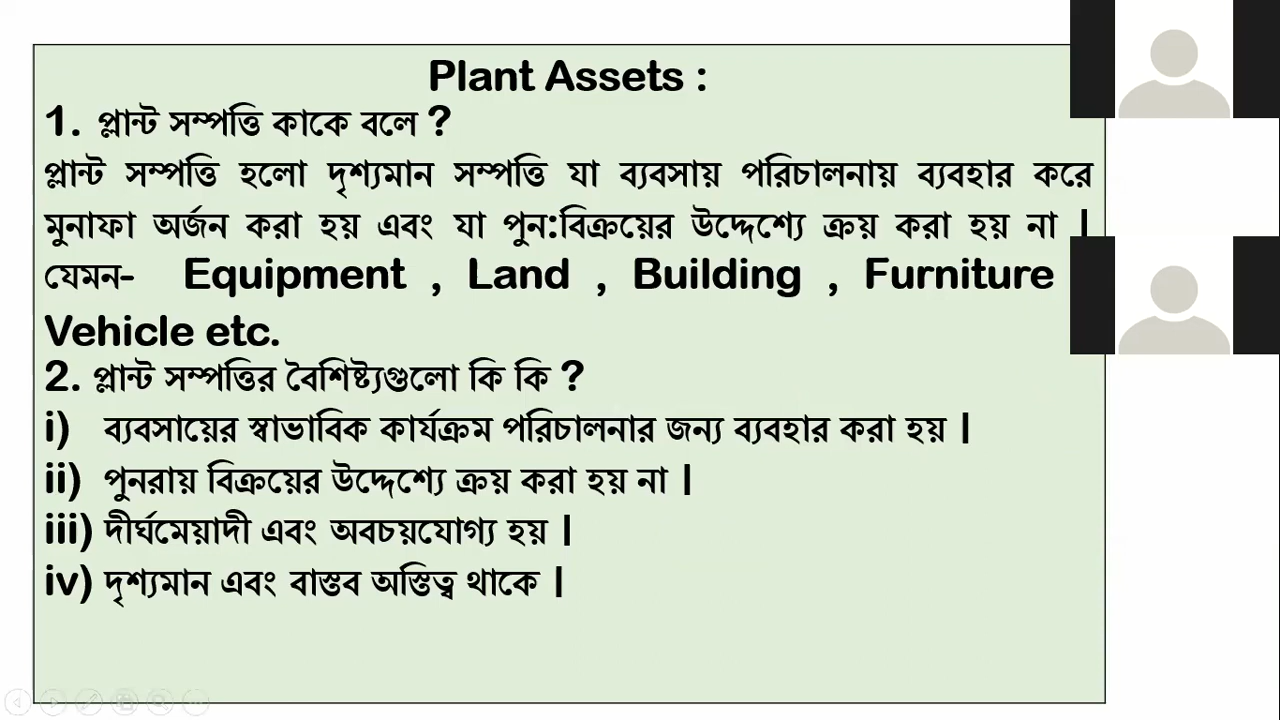 Plant Assets :
1. প্লান্ট সম্পত্তি কাকে বলে ?
প্লান্ট সম্পত্তি হলো দৃশ্যমান সম্পত্তি যা ব্যবসায় পরিচালনায় ব্যবহার করে
মুনাফা অর্জন করা হয় এবং যা পুন:বিক্রয়ের উদ্দেশ্যে ক্রয় করা হয় না |
যেমন- Equipment , Land , Building , Furniture
Vehicle etc.
2. প্লান্ট সম্পত্তির বৈশিষ্ট্যগুলো কি কি ?
i) ব্যবসায়ের স্বাভাবিক কার্যক্রম পরিচালনার জন্য ব্যবহার করা হয় |
ii) পুনরায় বিক্রয়ের উদ্দেশ্যে ক্রয় করা হয় না |
iii) দীর্ঘমেয়াদী এবং অবচয়যোগ্য হয় |
iv) দৃশ্যমান এবং বাস্তব অস্তিত্ব থাকে |